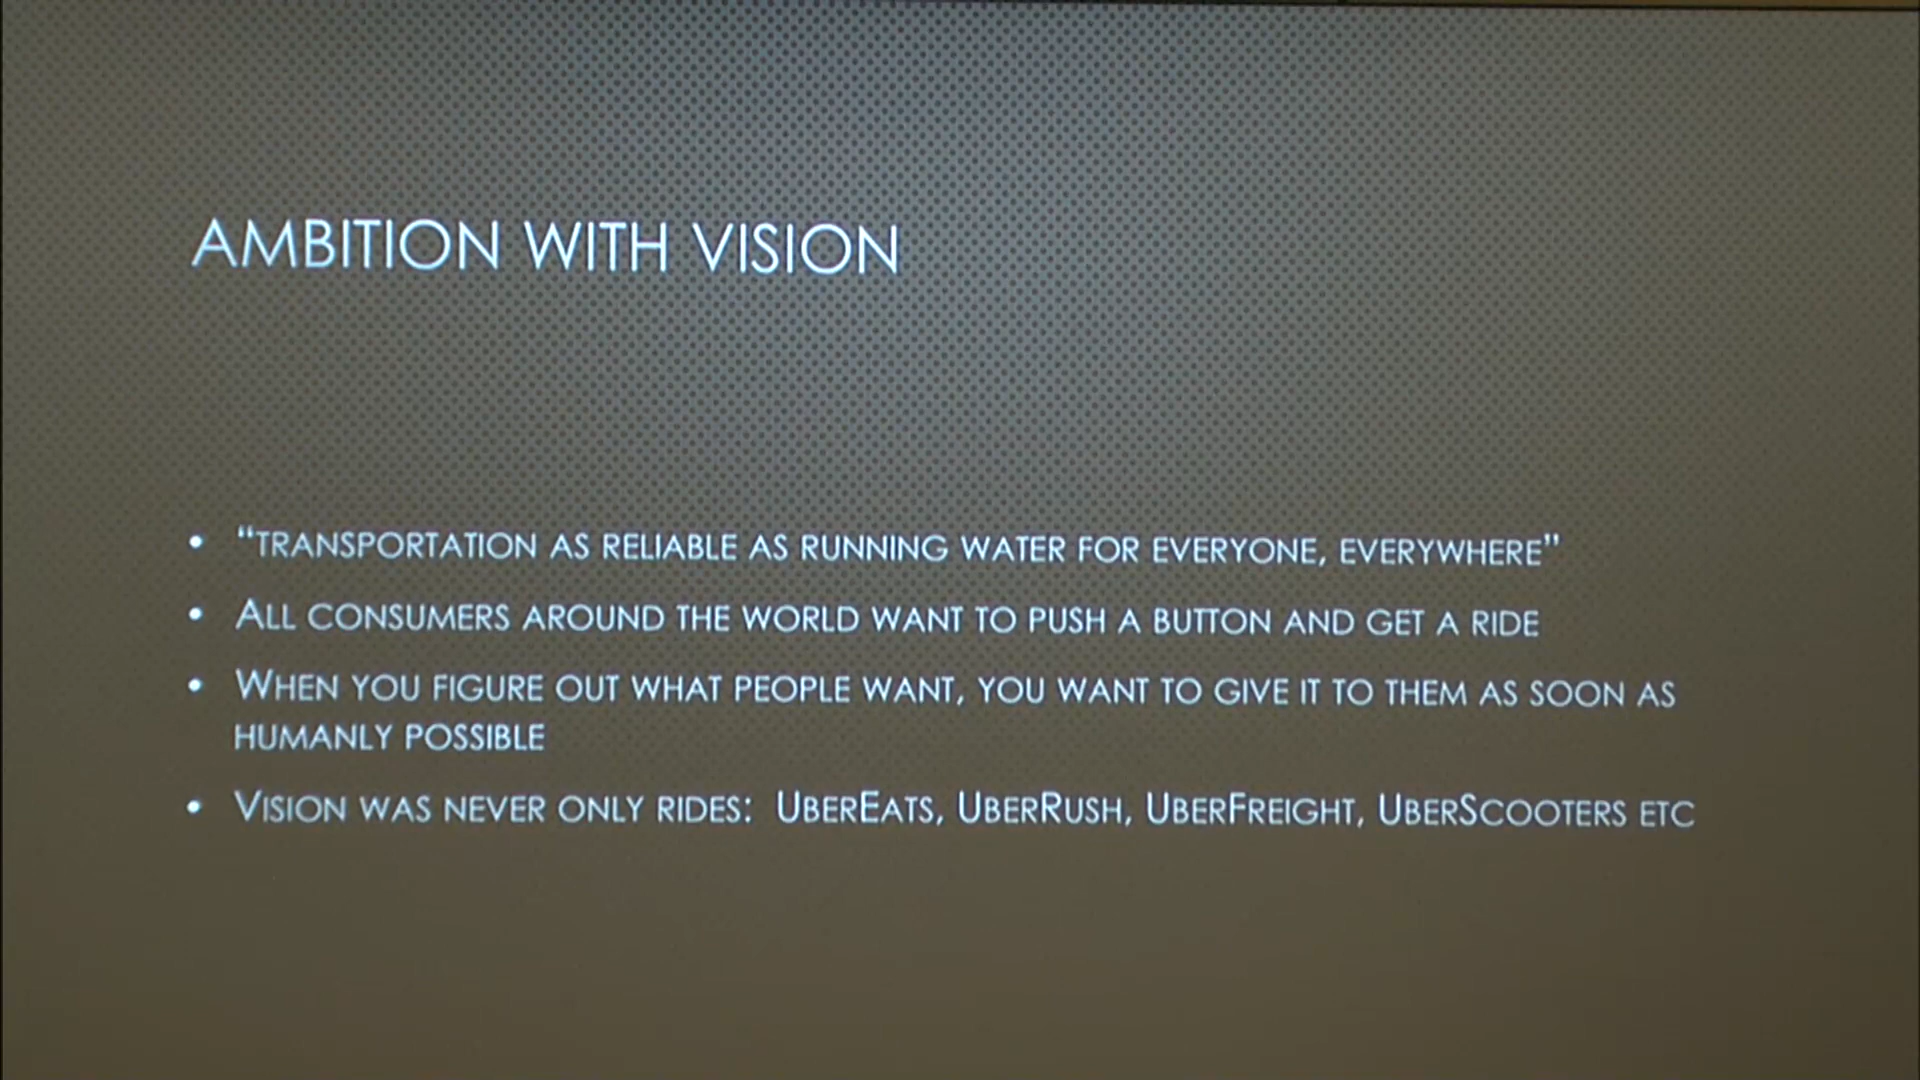 AMBITION WITH VISION
• “TRANSPORTATION AS RELIABLE AS RUNNING WATER FOR EVERYONE, EVERYWHERE”
• ALL CONSUMERS AROUND THE WORLD WANT TO PUSH A BUTTON AND GET A RIDE
• WHEN YOU FIGURE OUT WHAT PEOPLE WANT, YOU WANT TO GIVE IT TO THEM AS SOON AS
HUMANLY POSSIBLE
• VISION WAS NEVER ONLY RIDES: UBEREATS, UBERRUSH, UBERFREIGHT, UBERSCOOTERS ETC